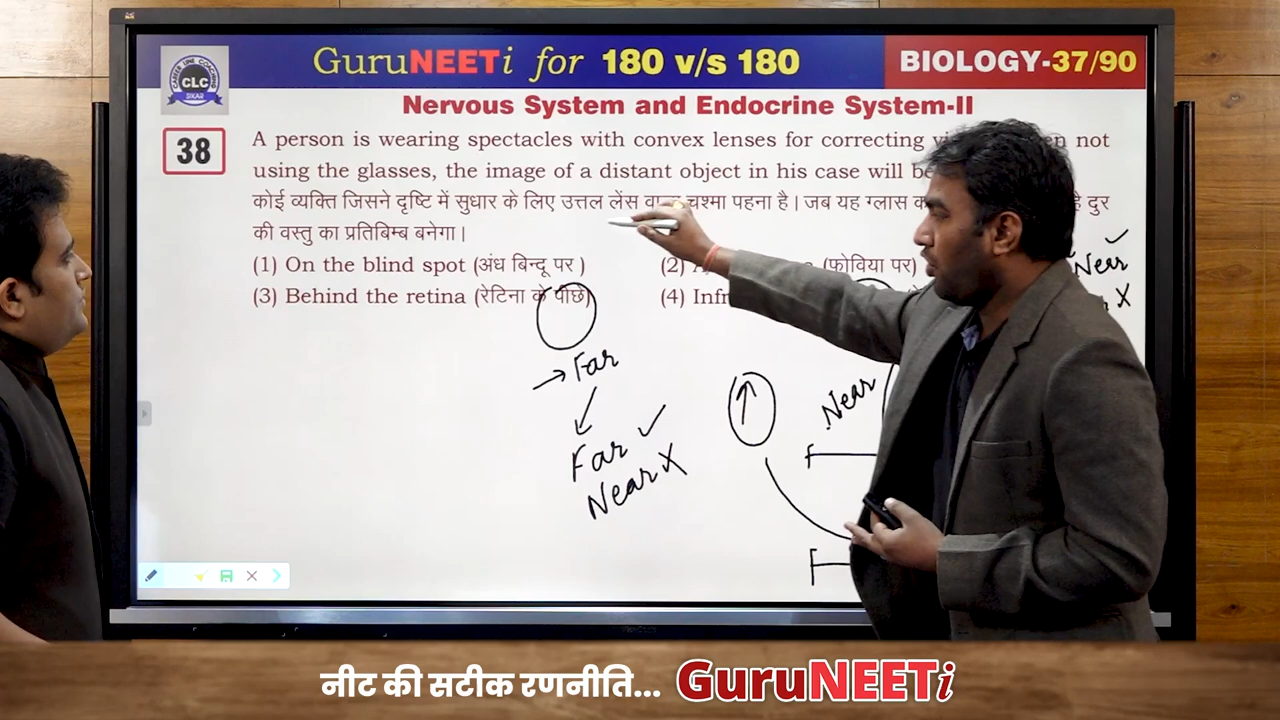 GuruNEETi for 180 v/s 180
BIOLOGY-37/90
CLC
SIKAR
Nervous System and Endocrine System-II
38
A person is wearing spectacles with convex lenses for correcting not
using the glasses, the image of a distant object in his case will be
कोई व्यक्ति जिसने दृष्टि में सुधार के लिए उत्तल लेंस चश्मा पहना है। जब यह ग्लास है दुर
की वस्तु का प्रतिबिम्ब बनेगा।
(1) On the blind spot (अंध बिन्दू पर )
(2) (फोविया पर)
(3) Behind the retina (रेटिना के पीछे)
(4)
Near ✓
X
→ Far
Far ✓
Near X
Near
नीट की सटीक रणनीति... GuruNEETi